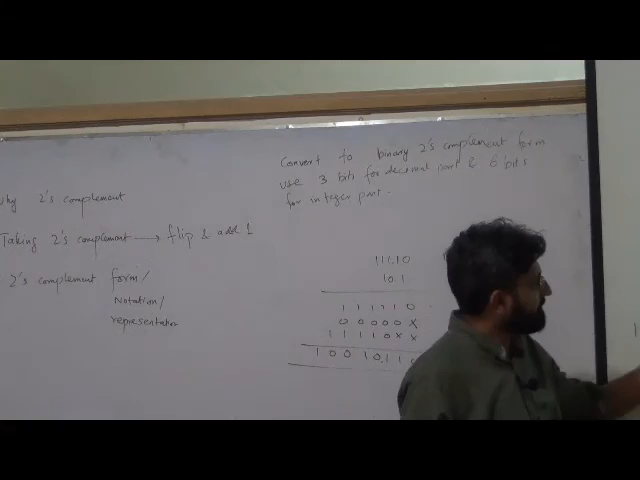 Why 2's complement
Taking 2's complement → flip & add 1
2's complement form/
Notation/
representation
Convert to binary 2's complement form
use 3 bits for decimal part & 6 bits
for integer part.
111.10
10.1
1 1 1 1 0
0 0 0 0 0 X
1 1 1 1 0 X X
1 0 0 1 0.1 1 0